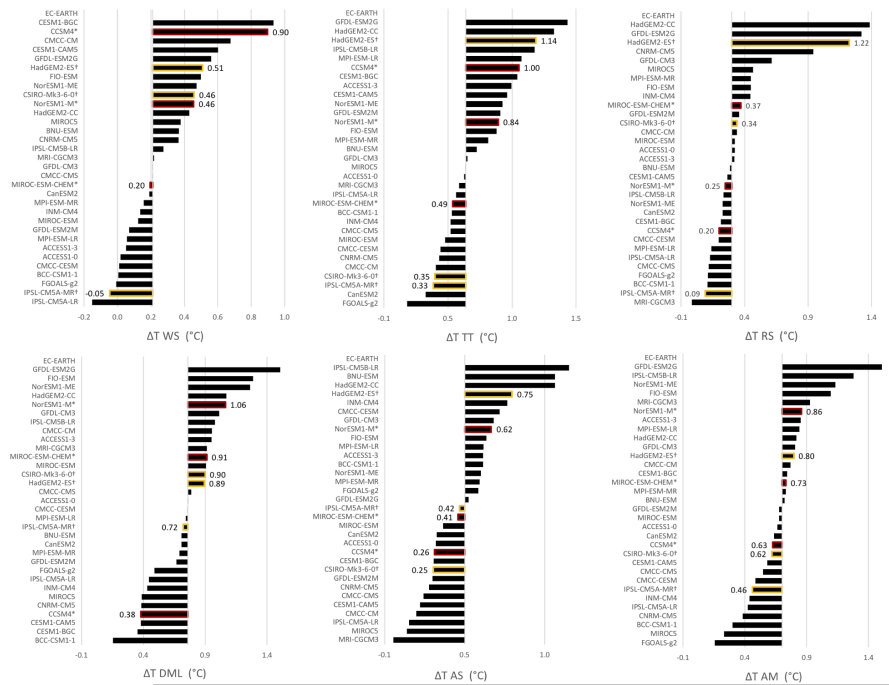 EC-EARTH
CESM1-BGC
CCSM4* 0.90
CMCC-CM
CESM1-CAM5
GFDL-ESM2G
HadGEM2-ES† 0.51
FIO-ESM
NorESM1-ME
CSIRO-Mk3-6-0† 0.46
NorESM1-M* 0.46
HadGEM2-CC
MIROC5
BNU-ESM
CNRM-CM5
IPSL-CM5B-LR
MRI-CGCM3
GFDL-CM3
CMCC-CMS
MIROC-ESM-CHEM* 0.20
CanESM2
MPI-ESM-MR
INM-CM4
MIROC-ESM
GFDL-ESM2M
MPI-ESM-LR
ACCESS1-3
ACCESS1-0
CMCC-CESM
BCC-CSM1-1
FGOALS-g2
IPSL-CM5A-MR† -0.05
IPSL-CM5A-LR
-0.2 0.0 0.2 0.4 0.6 0.8 1.0
ΔT WS (°C)
EC-EARTH
GFDL-ESM2G
HadGEM2-CC
HadGEM2-ES† 1.14
IPSL-CM5B-LR
MPI-ESM-LR
CCSM4* 1.00
CESM1-BGC
ACCESS1-3
CESM1-CAM5
NorESM1-ME
GFDL-ESM2M
NorESM1-M* 0.84
FIO-ESM
MPI-ESM-MR
BNU-ESM
GFDL-CM3
MIROC5
ACCESS1-0
MRI-CGCM3
IPSL-CM5A-LR
MIROC-ESM-CHEM* 0.49
BCC-CSM1-1
INM-CM4
CMCC-CMS
MIROC-ESM
CMCC-CESM
CNRM-CM5
CMCC-CM
CSIRO-Mk3-6-0† 0.35
IPSL-CM5A-MR† 0.33
CanESM2
FGOALS-g2
-0.1 0.4 0.9 1.4
ΔT TT (°C)
EC-EARTH
HadGEM2-CC
GFDL-ESM2G
HadGEM2-ES† 1.22
CNRM-CM5
GFDL-CM3
MIROC5
MPI-ESM-MR
FIO-ESM
INM-CM4
MIROC-ESM-CHEM* 0.37
GFDL-ESM2M
CSIRO-Mk3-6-0† 0.34
CMCC-CM
MIROC-ESM
ACCESS1-0
ACCESS1-3
BNU-ESM
CESM1-CAM5
NorESM1-M* 0.25
IPSL-CM5B-LR
NorESM1-ME
CanESM2
CESM1-BGC
CCSM4* 0.20
CMCC-CESM
MPI-ESM-LR
IPSL-CM5A-LR
CMCC-CMS
FGOALS-g2
BCC-CSM1-1
IPSL-CM5A-MR† 0.09
MRI-CGCM3
-0.1 0.4 0.9 1.4
ΔT RS (°C)
EC-EARTH
GFDL-ESM2G
FIO-ESM
NorESM1-ME
HadGEM2-CC
NorESM1-M* 1.06
GFDL-CM3
IPSL-CM5B-LR
CMCC-CM
ACCESS1-3
MRI-CGCM3
MIROC-ESM-CHEM* 0.91
MIROC-ESM
CSIRO-Mk3-6-0† 0.90
HadGEM2-ES† 0.89
CMCC-CMS
ACCESS1-0
CMCC-CESM
MPI-ESM-LR
IPSL-CM5A-MR† 0.72
BNU-ESM
CanESM2
MPI-ESM-MR
GFDL-ESM2M
FGOALS-g2
IPSL-CM5A-LR
INM-CM4
MIROC5
CNRM-CM5
CCSM4* 0.38
CESM1-CAM5
CESM1-BGC
BCC-CSM1-1
-0.1 0.4 0.9 1.4
ΔT DML (°C)
EC-EARTH
IPSL-CM5B-LR
BNU-ESM
HadGEM2-CC
HadGEM2-ES† 0.75
INM-CM4
CMCC-CESM
GFDL-CM3
NorESM1-M* 0.62
FIO-ESM
MPI-ESM-LR
ACCESS1-3
BCC-CSM1-1
NorESM1-ME
MPI-ESM-MR
FGOALS-g2
GFDL-ESM2G
IPSL-CM5A-MR† 0.42
MIROC-ESM-CHEM* 0.41
MIROC-ESM
CanESM2
ACCESS1-0
CCSM4* 0.26
CSIRO-Mk3-6-0† 0.25
GFDL-ESM2M
CNRM-CM5
CMCC-CMS
CESM1-CAM5
CMCC-CM
IPSL-CM5A-LR
MIROC5
MRI-CGCM3
0.0 0.5 1.0
ΔT AS (°C)
EC-EARTH
GFDL-ESM2G
IPSL-CM5B-LR
NorESM1-ME
FIO-ESM
MRI-CGCM3
NorESM1-M* 0.86
ACCESS1-3
MPI-ESM-LR
HadGEM2-CC
GFDL-CM3
HadGEM2-ES† 0.80
CMCC-CM
CESM1-BGC
MIROC-ESM-CHEM* 0.73
MPI-ESM-MR
BNU-ESM
GFDL-ESM2M
MIROC-ESM
ACCESS1-0
CanESM2
CCSM4* 0.63
CSIRO-Mk3-6-0† 0.62
CESM1-CAM5
CMCC-CMS
CMCC-CESM
IPSL-CM5A-MR† 0.46
INM-CM4
IPSL-CM5A-LR
CNRM-CM5
BCC-CSM1-1
MIROC5
FGOALS-g2
-0.1 0.4 0.9 1.4
ΔT AM (°C)